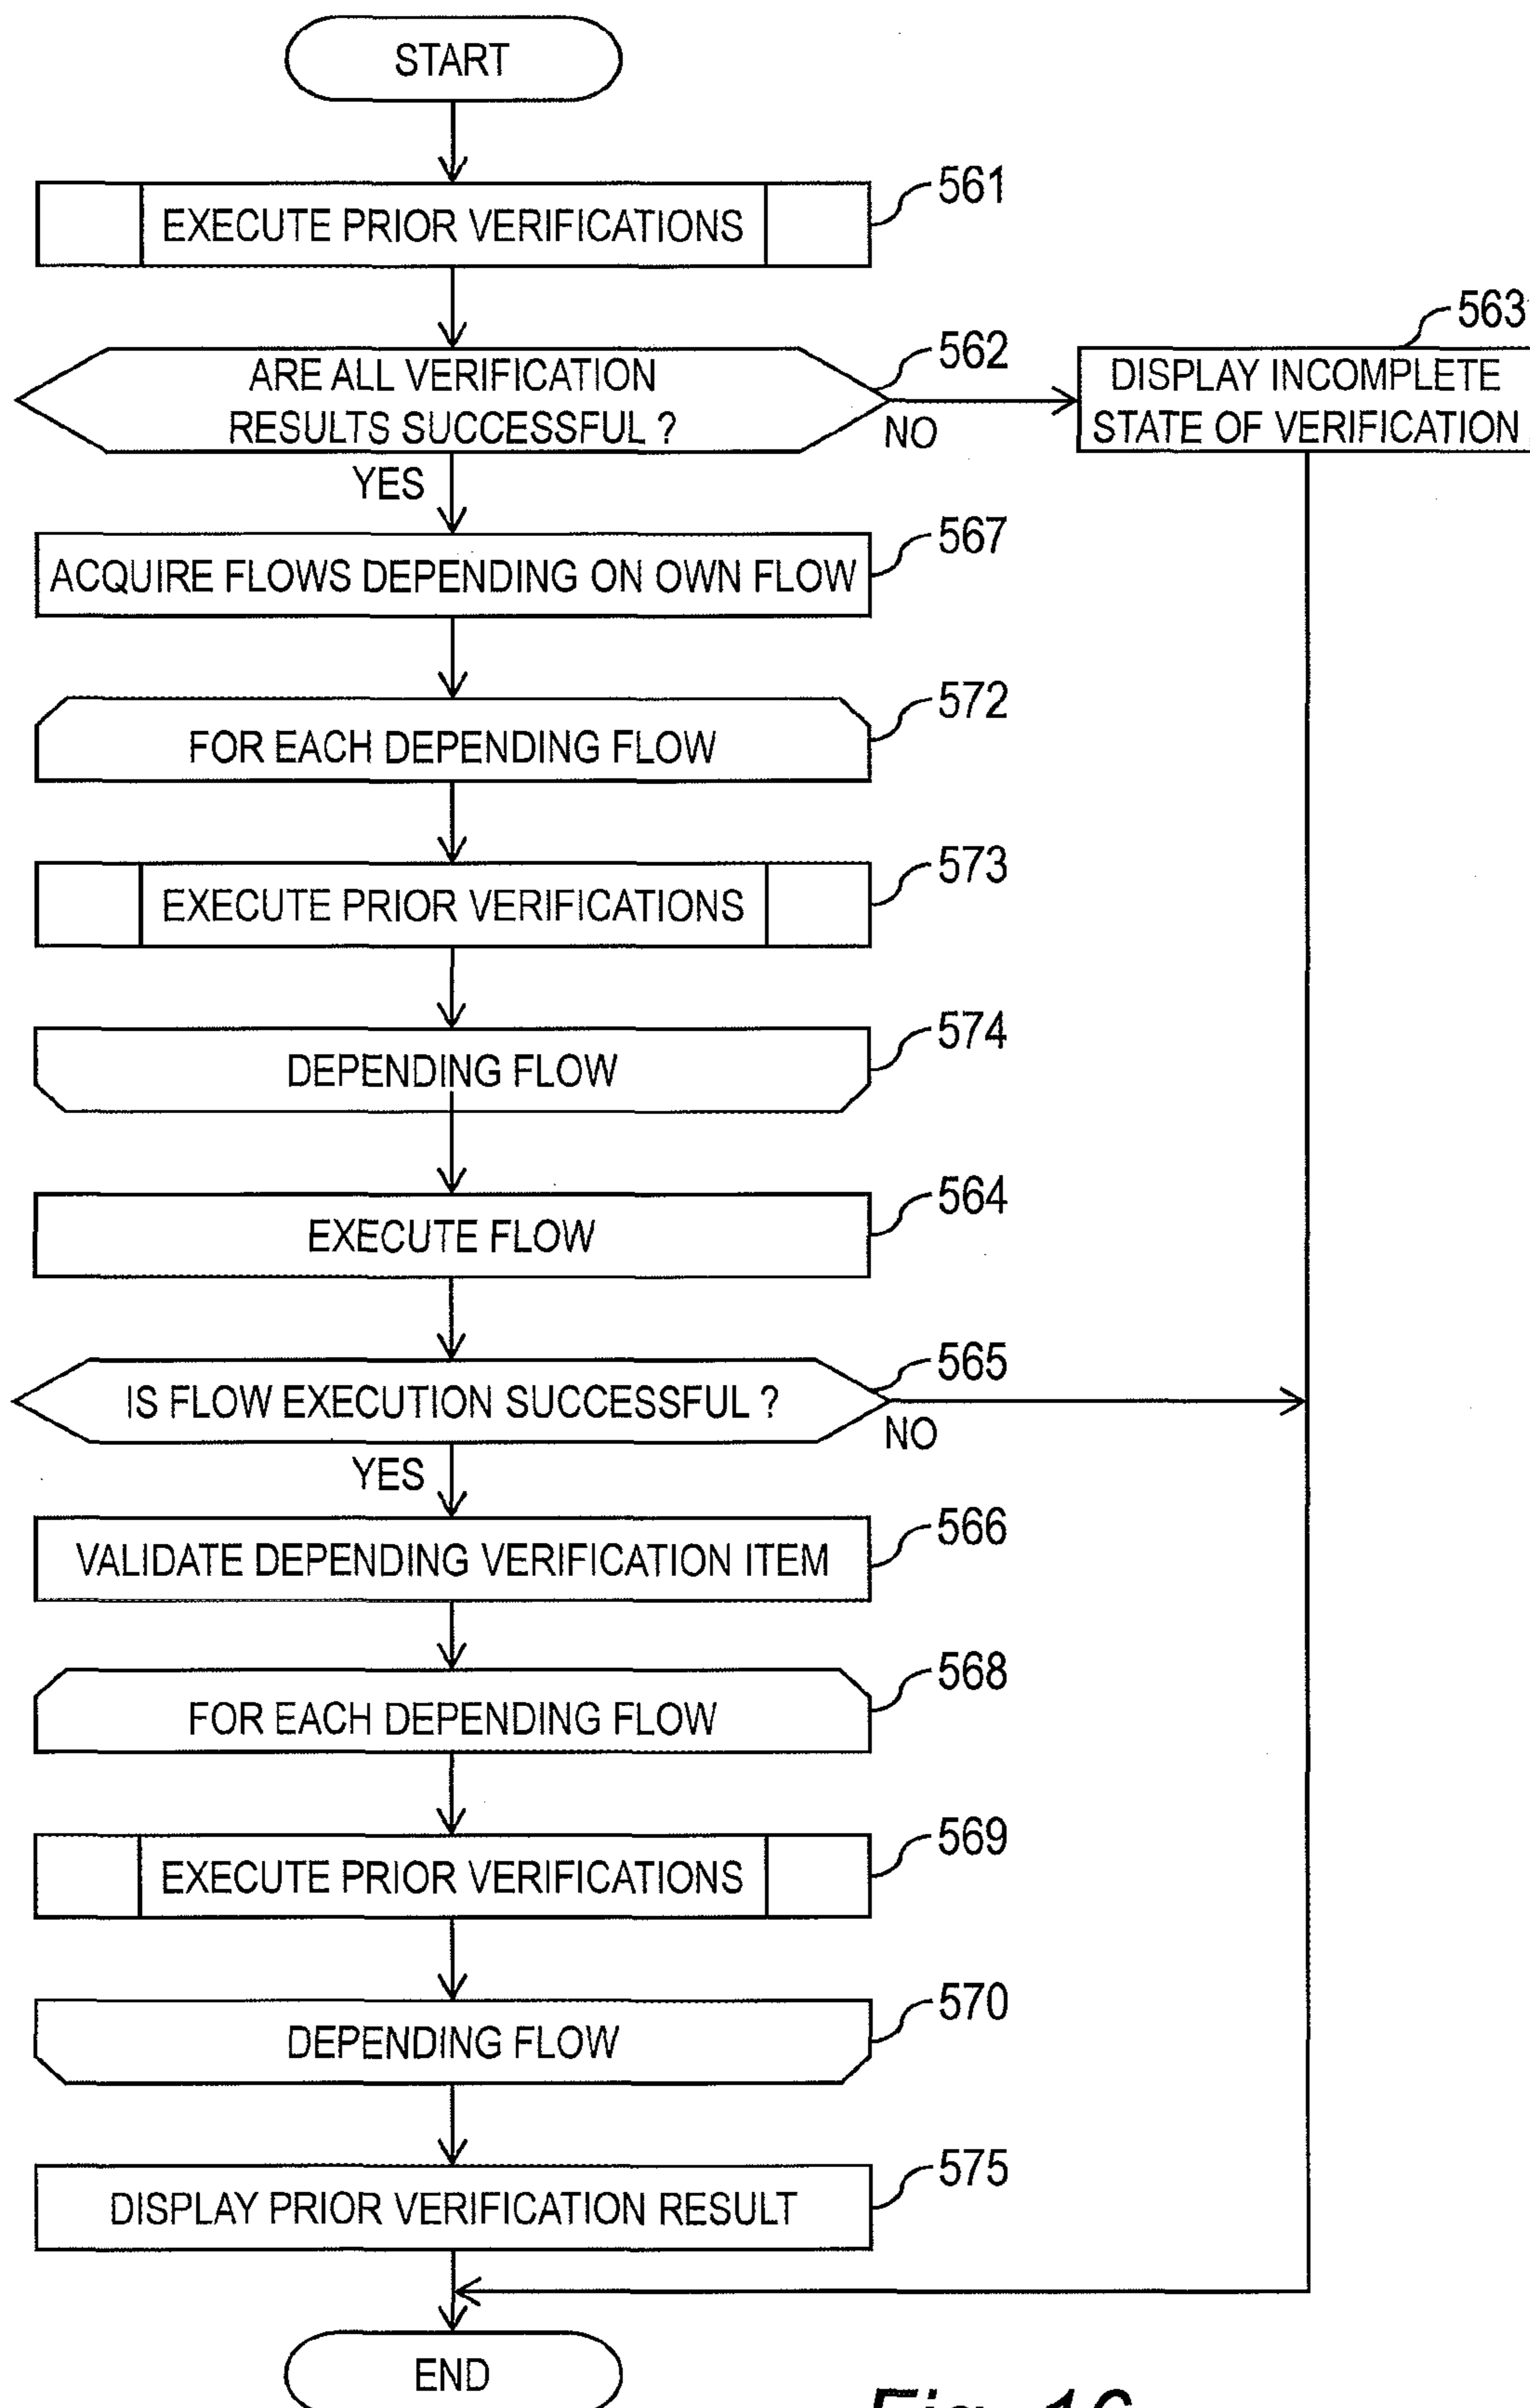 START
561
EXECUTE PRIOR VERIFICATIONS
562
563
ARE ALL VERIFICATION
RESULTS SUCCESSFUL ?
NO
DISPLAY INCOMPLETE
STATE OF VERIFICATION
YES
567
ACQUIRE FLOWS DEPENDING ON OWN FLOW
572
FOR EACH DEPENDING FLOW
573
EXECUTE PRIOR VERIFICATIONS
574
DEPENDING FLOW
564
EXECUTE FLOW
565
IS FLOW EXECUTION SUCCESSFUL ?
NO
YES
566
VALIDATE DEPENDING VERIFICATION ITEM
568
FOR EACH DEPENDING FLOW
569
EXECUTE PRIOR VERIFICATIONS
570
DEPENDING FLOW
575
DISPLAY PRIOR VERIFICATION RESULT
END
Fig. 16